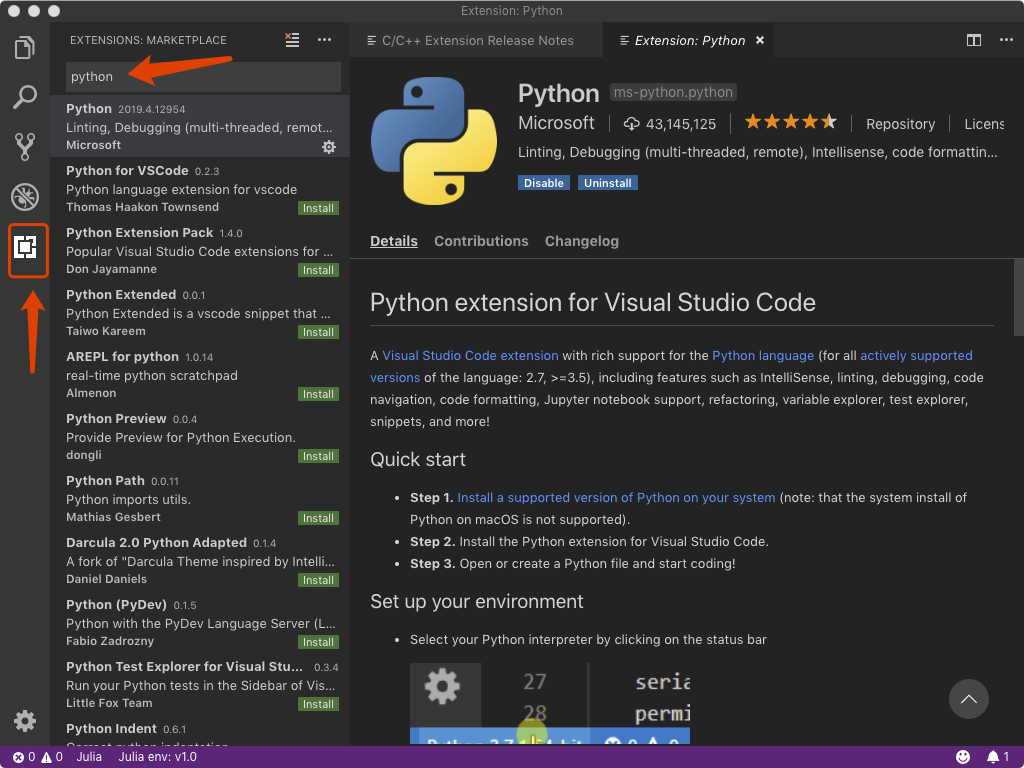 Extension: Python
EXTENSIONS: MARKETPLACE
python
Python 2019.4.12954
Linting, Debugging (multi-threaded, remot...
Microsoft
Python for VSCode 0.2.3
Python language extension for vscode
Thomas Haakon Townsend Install
Python Extension Pack 1.4.0
Popular Visual Studio Code extensions for ...
Don Jayamanne Install
Python Extended 0.0.1
Python Extended is a vscode snippet that ...
Taiwo Kareem Install
AREPL for python 1.0.14
real-time python scratchpad
Almenon Install
Python Preview 0.0.4
Provide Preview for Python Execution.
dongli Install
Python Path 0.0.11
Python imports utils.
Mathias Gesbert Install
Darcula 2.0 Python Adapted 0.1.4
A fork of "Darcula Theme inspired by Intelli...
Daniel Daniels Install
Python (PyDev) 0.1.5
Python with the PyDev Language Server (L...
Fabio Zadrozny Install
Python Test Explorer for Visual Stu... 0.3.4
Run your Python tests in the Sidebar of Vis...
Little Fox Team Install
Python Indent 0.6.1
C/C++ Extension Release Notes
Extension: Python
Python ms-python.python
Microsoft 43,145,125 Repository Licens
Linting, Debugging (multi-threaded, remote), Intellisense, code formattin...
Disable Uninstall
Details Contributions Changelog
Python extension for Visual Studio Code
A Visual Studio Code extension with rich support for the Python language (for all actively supported
versions of the language: 2.7, >=3.5), including features such as IntelliSense, linting, debugging, code
navigation, code formatting, Jupyter notebook support, refactoring, variable explorer, test explorer,
snippets, and more!
Quick start
• Step 1. Install a supported version of Python on your system (note: that the system install of
Python on macOS is not supported).
• Step 2. Install the Python extension for Visual Studio Code.
• Step 3. Open or create a Python file and start coding!
Set up your environment
• Select your Python interpreter by clicking on the status bar
27 seria
28 permi
0 0 Julia Julia env: v1.0 1